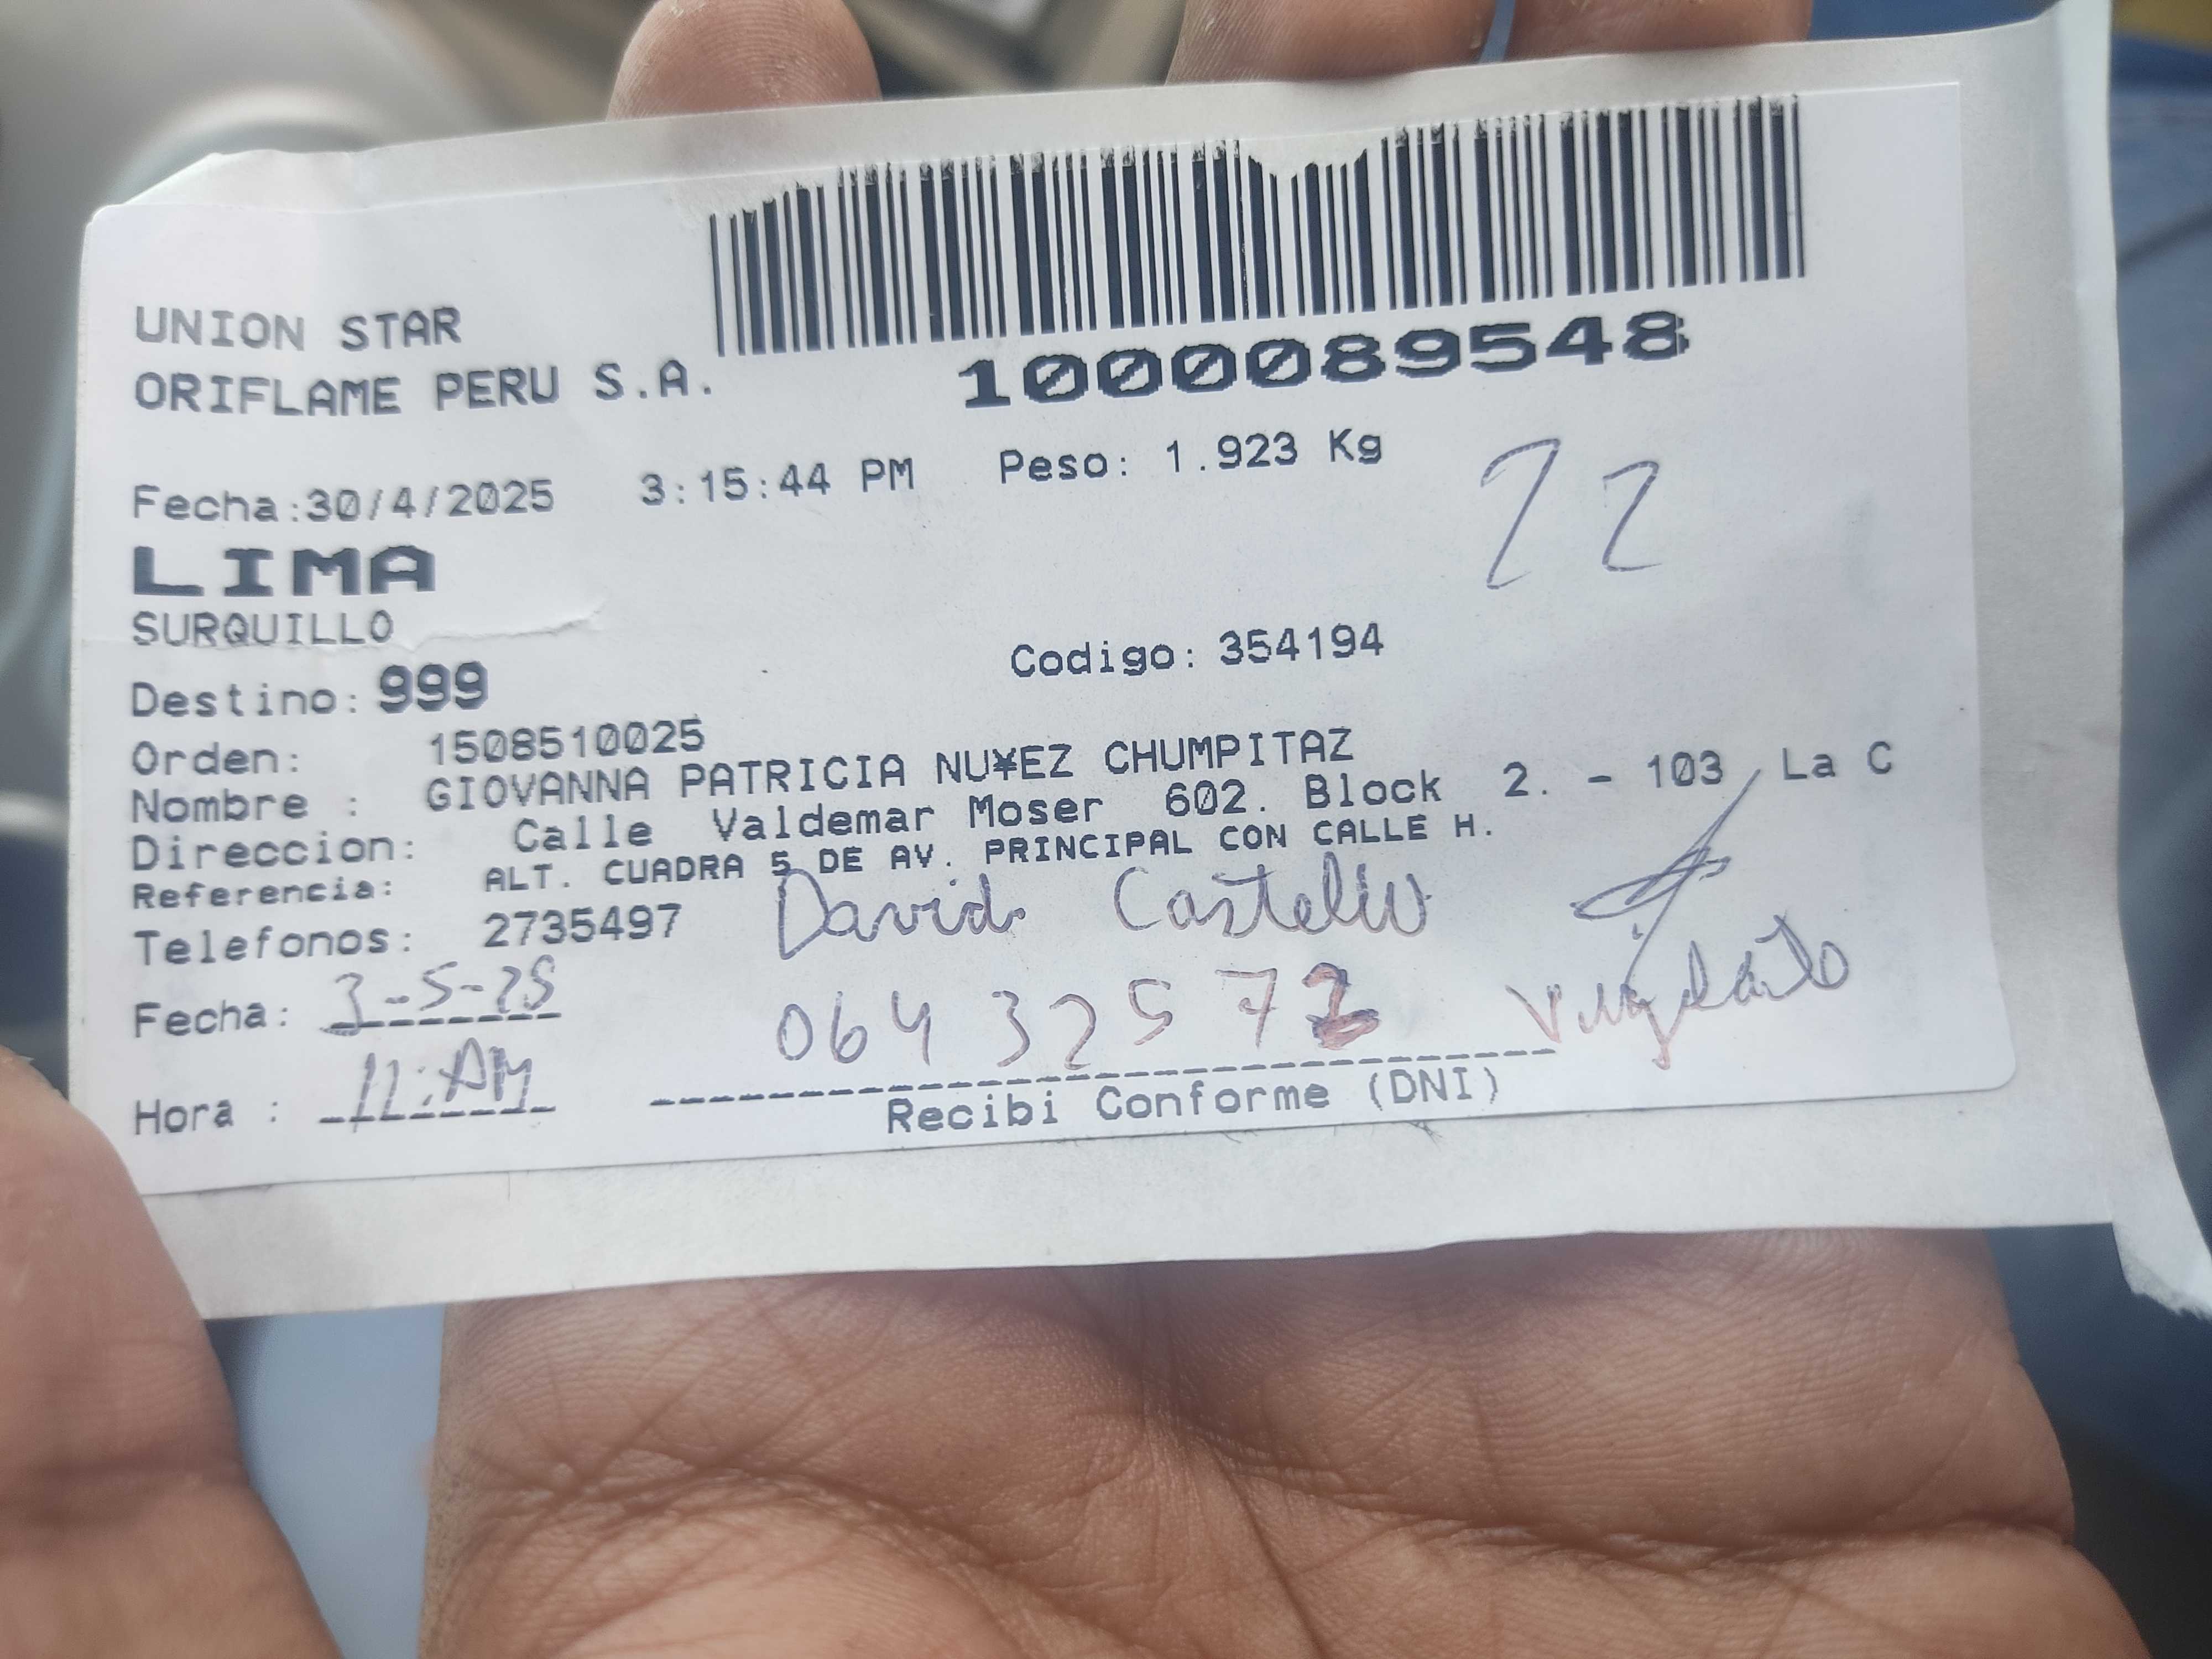 UNION STAR
ORIFLAME PERU S.A.
1000089548
Fecha:30/4/2025 3:15:44 PM Peso: 1.923 Kg
22
LIMA
SURQUILLO
Codigo: 354194
Destino: 999
Orden: 1508510025
Nombre : GIOVANNA PATRICIA NU¥EZ CHUMPITAZ
Direccion: Calle Valdemar Moser 602. Block 2. - 103, La C
Referencia: ALT. CUADRA 5 DE AV. PRINCIPAL CON CALLE H.
Telefonos: 2735497
David Castello
Fecha: 3-5-25
064 32572
Hora : 11:AM
Recibi Conforme (DNI)